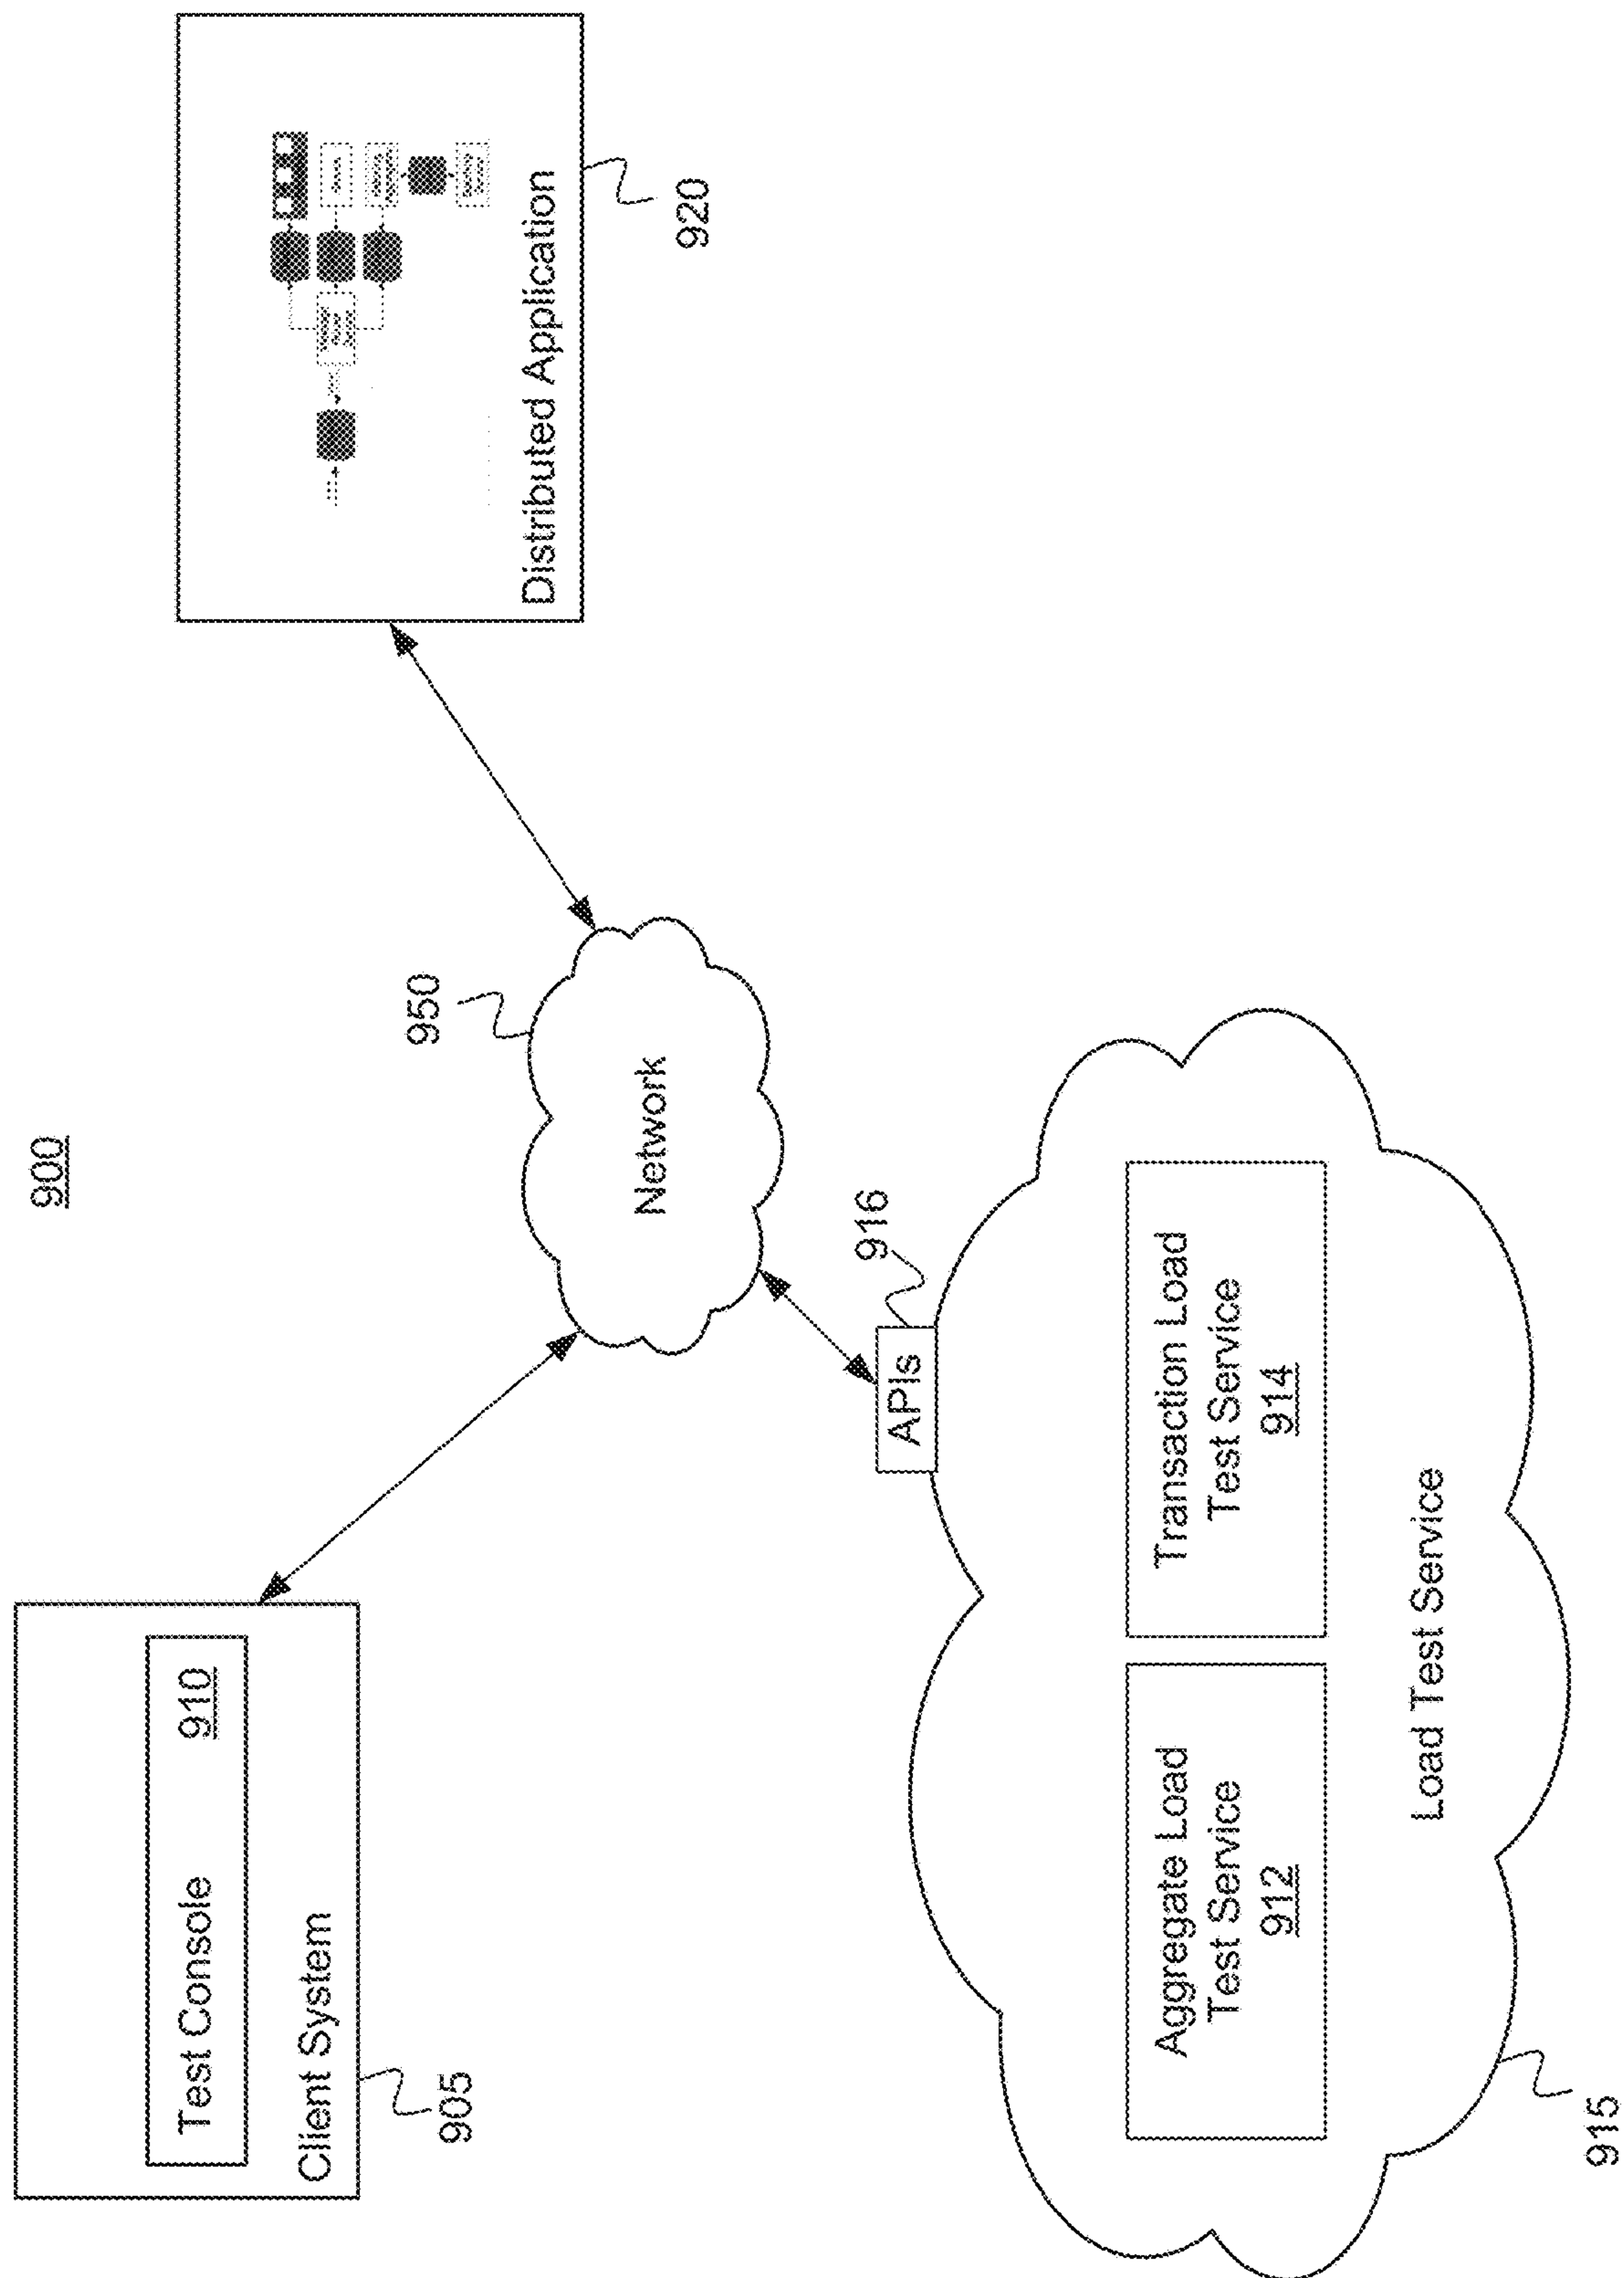 900
Test Console 910
Client System
905
950
Network
Distributed Application
920
916
APIs
Aggregate Load
Test Service
912
Transaction Load
Test Service
914
Load Test Service
915